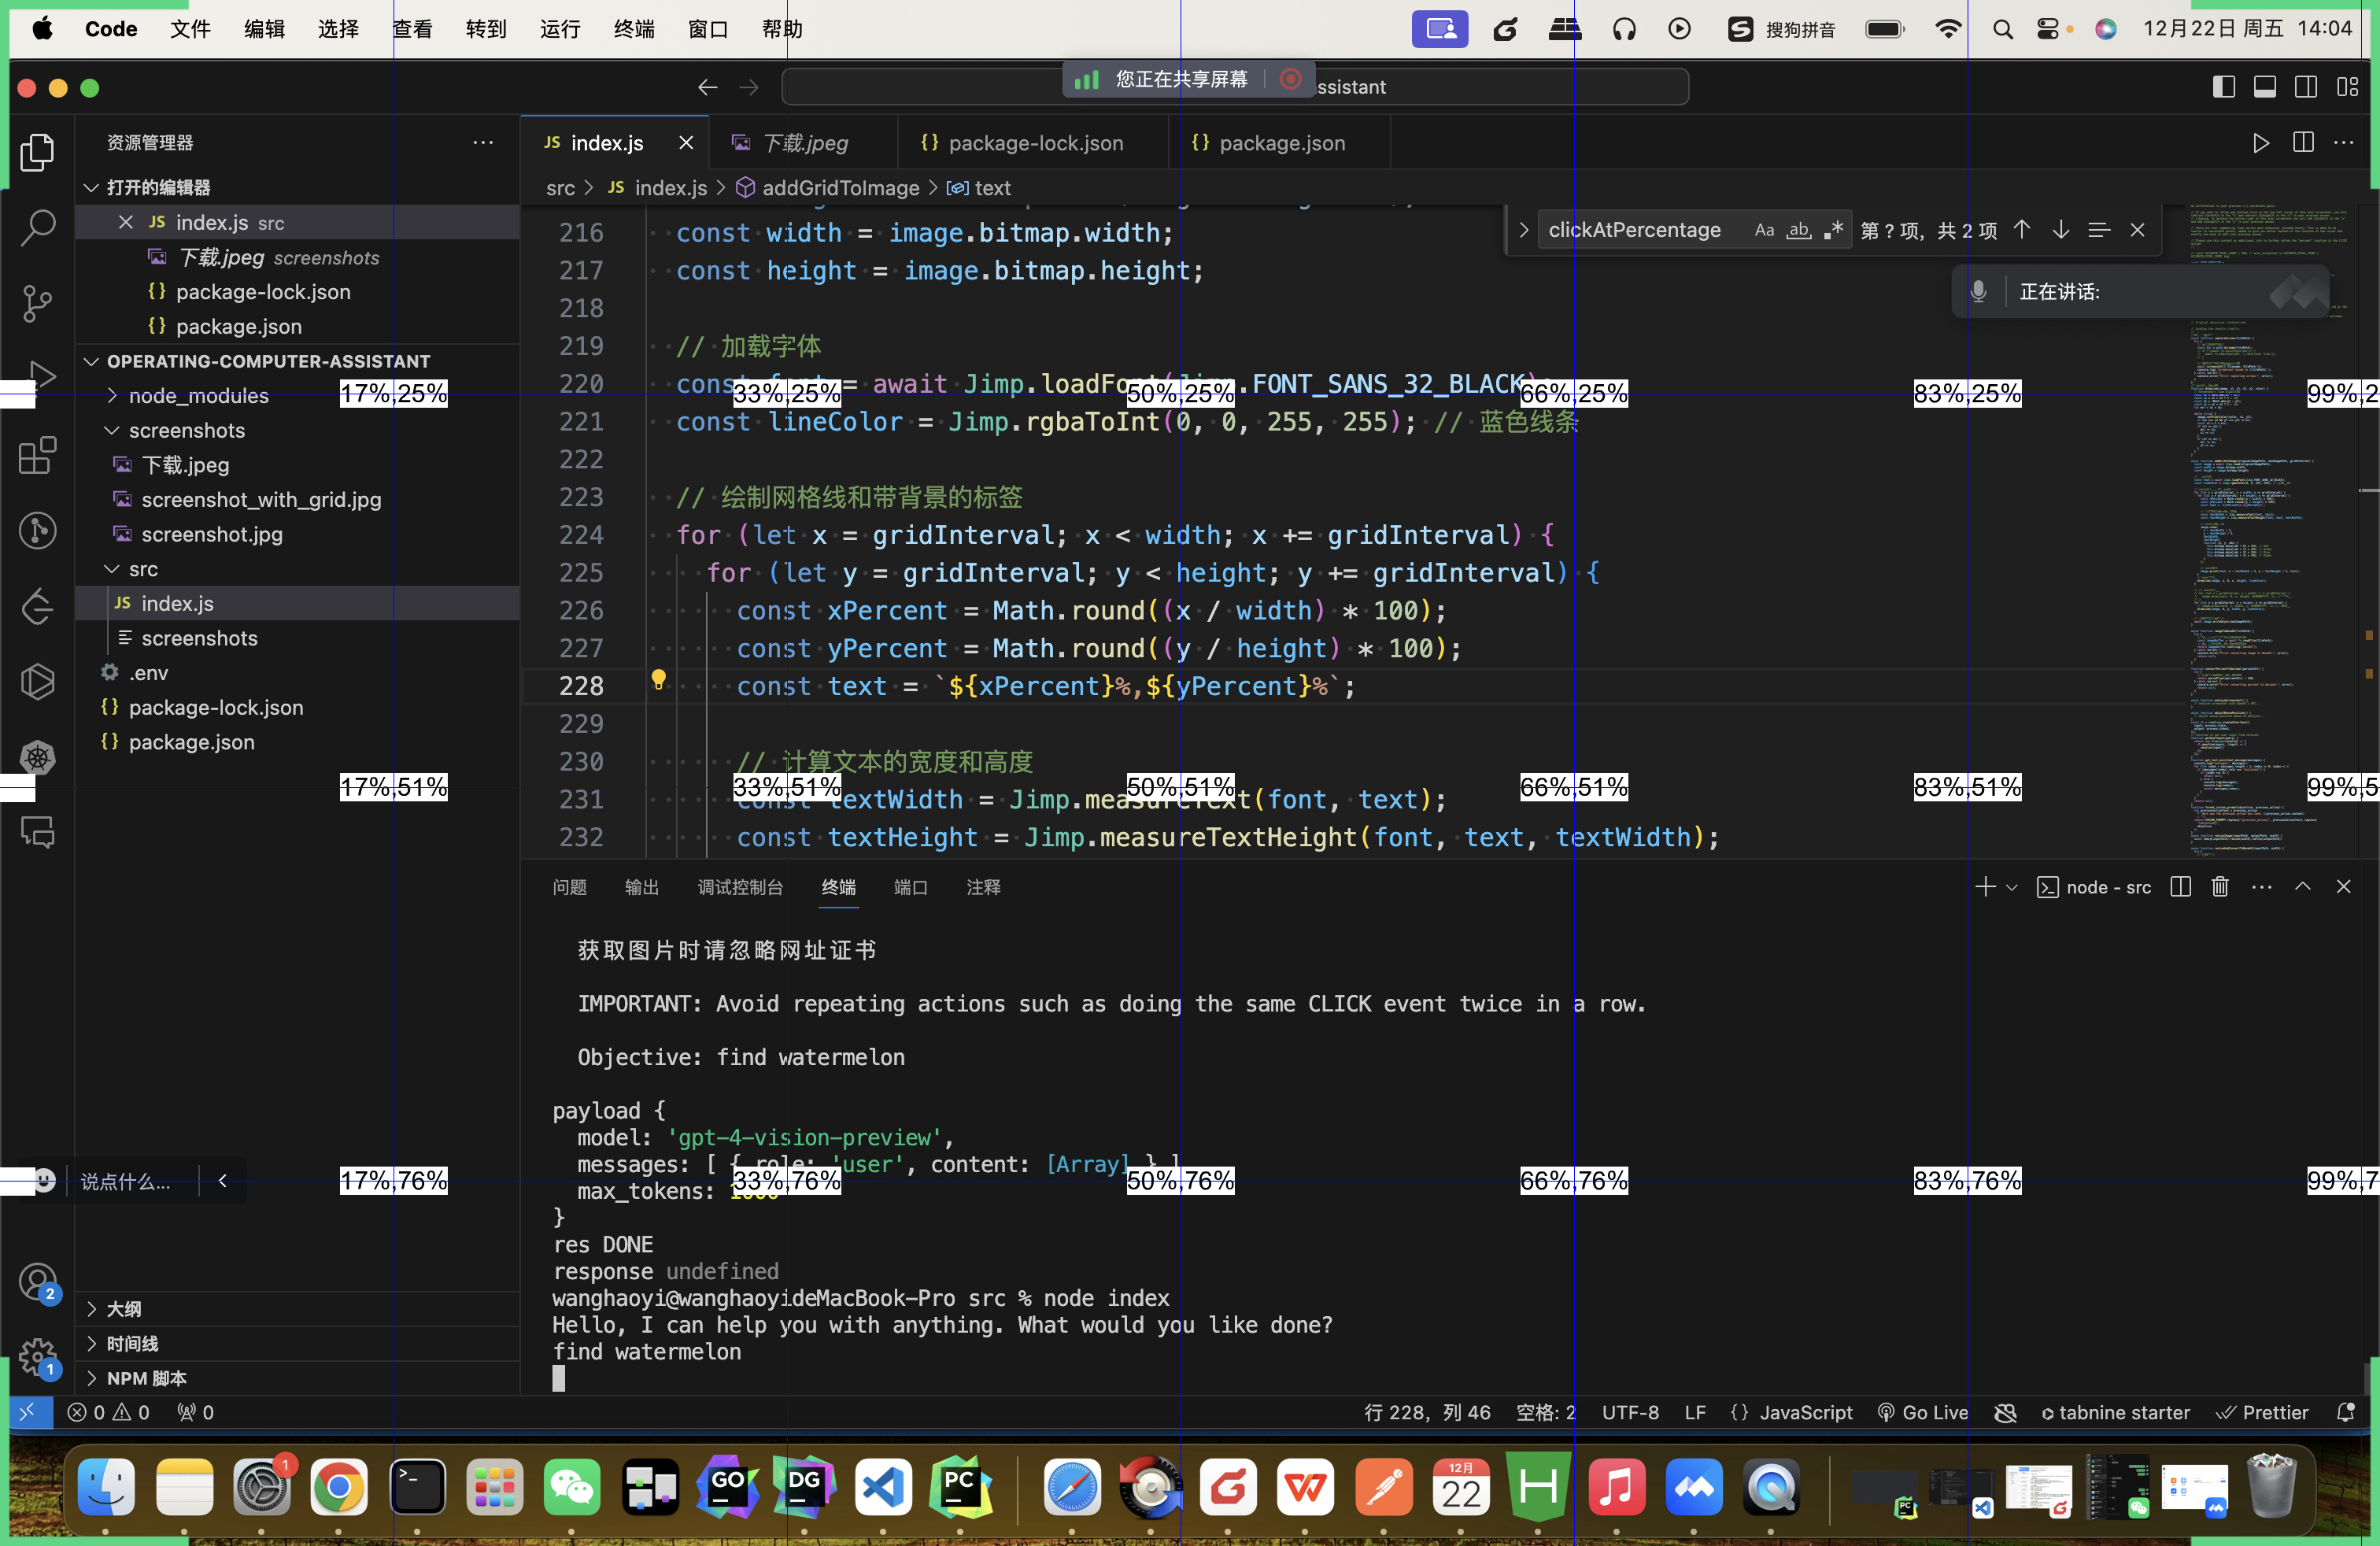 Code 文件 编辑 选择 查看 转到 运行 终端 窗口 帮助 搜狗拼音 12月22日 周五 14:04
您正在共享屏幕 ssistant
资源管理器
打开的编辑器
index.js src
下载.jpeg screenshots
package-lock.json
package.json
OPERATING-COMPUTER-ASSISTANT
node_modules
screenshots
下载.jpeg
screenshot_with_grid.jpg
screenshot.jpg
src
JS index.js
screenshots
.env
package-lock.json
package.json
大纲
时间线
NPM 脚本
JS index.js 下载.jpeg {} package-lock.json {} package.json
src > JS index.js > addGridToImage > text
clickAtPercentage Aa ab 第 ? 项, 共 2 项
正在讲话:
216 const width = image.bitmap.width;
217 const height = image.bitmap.height;
218
219 // 加载字体
220 const font = await Jimp.loadFont(Jimp.FONT_SANS_32_BLACK)
221 const lineColor = Jimp.rgbaToInt(0, 0, 255, 255); // 蓝色线条
222
223 // 绘制网格线和带背景的标签
224 for (let x = gridInterval; x < width; x += gridInterval) {
225 for (let y = gridInterval; y < height; y += gridInterval) {
226 const xPercent = Math.round((x / width) * 100);
227 const yPercent = Math.round((y / height) * 100);
228 const text = `${xPercent}%,${yPercent}%`;
229
230 // 计算文本的宽度和高度
231 const textWidth = Jimp.measureText(font, text);
232 const textHeight = Jimp.measureTextHeight(font, text, textWidth);
17%,25% 33%,25% 50%,25% 66%,25% 83%,25% 99%,2
17%,51% 33%,51% 50%,51% 66%,51% 83%,51% 99%,5
17%,76% 33%,76% 50%,76% 66%,76% 83%,76% 99%,7
问题 输出 调试控制台 终端 端口 注释 node - src
获取图片时请忽略网址证书
IMPORTANT: Avoid repeating actions such as doing the same CLICK event twice in a row.
Objective: find watermelon
payload {
model: 'gpt-4-vision-preview',
messages: [ { role: 'user', content: [Array] } ]
max_tokens: 1000
}
res DONE
response undefined
wanghaoyi@wanghaoyideMacBook-Pro src % node index
Hello, I can help you with anything. What would you like done?
find watermelon
说点什么...
2
1
0 0 0 行 228, 列 46 空格: 2 UTF-8 LF {} JavaScript Go Live tabnine starter Prettier
1 GO DG PC 12月 22 PC